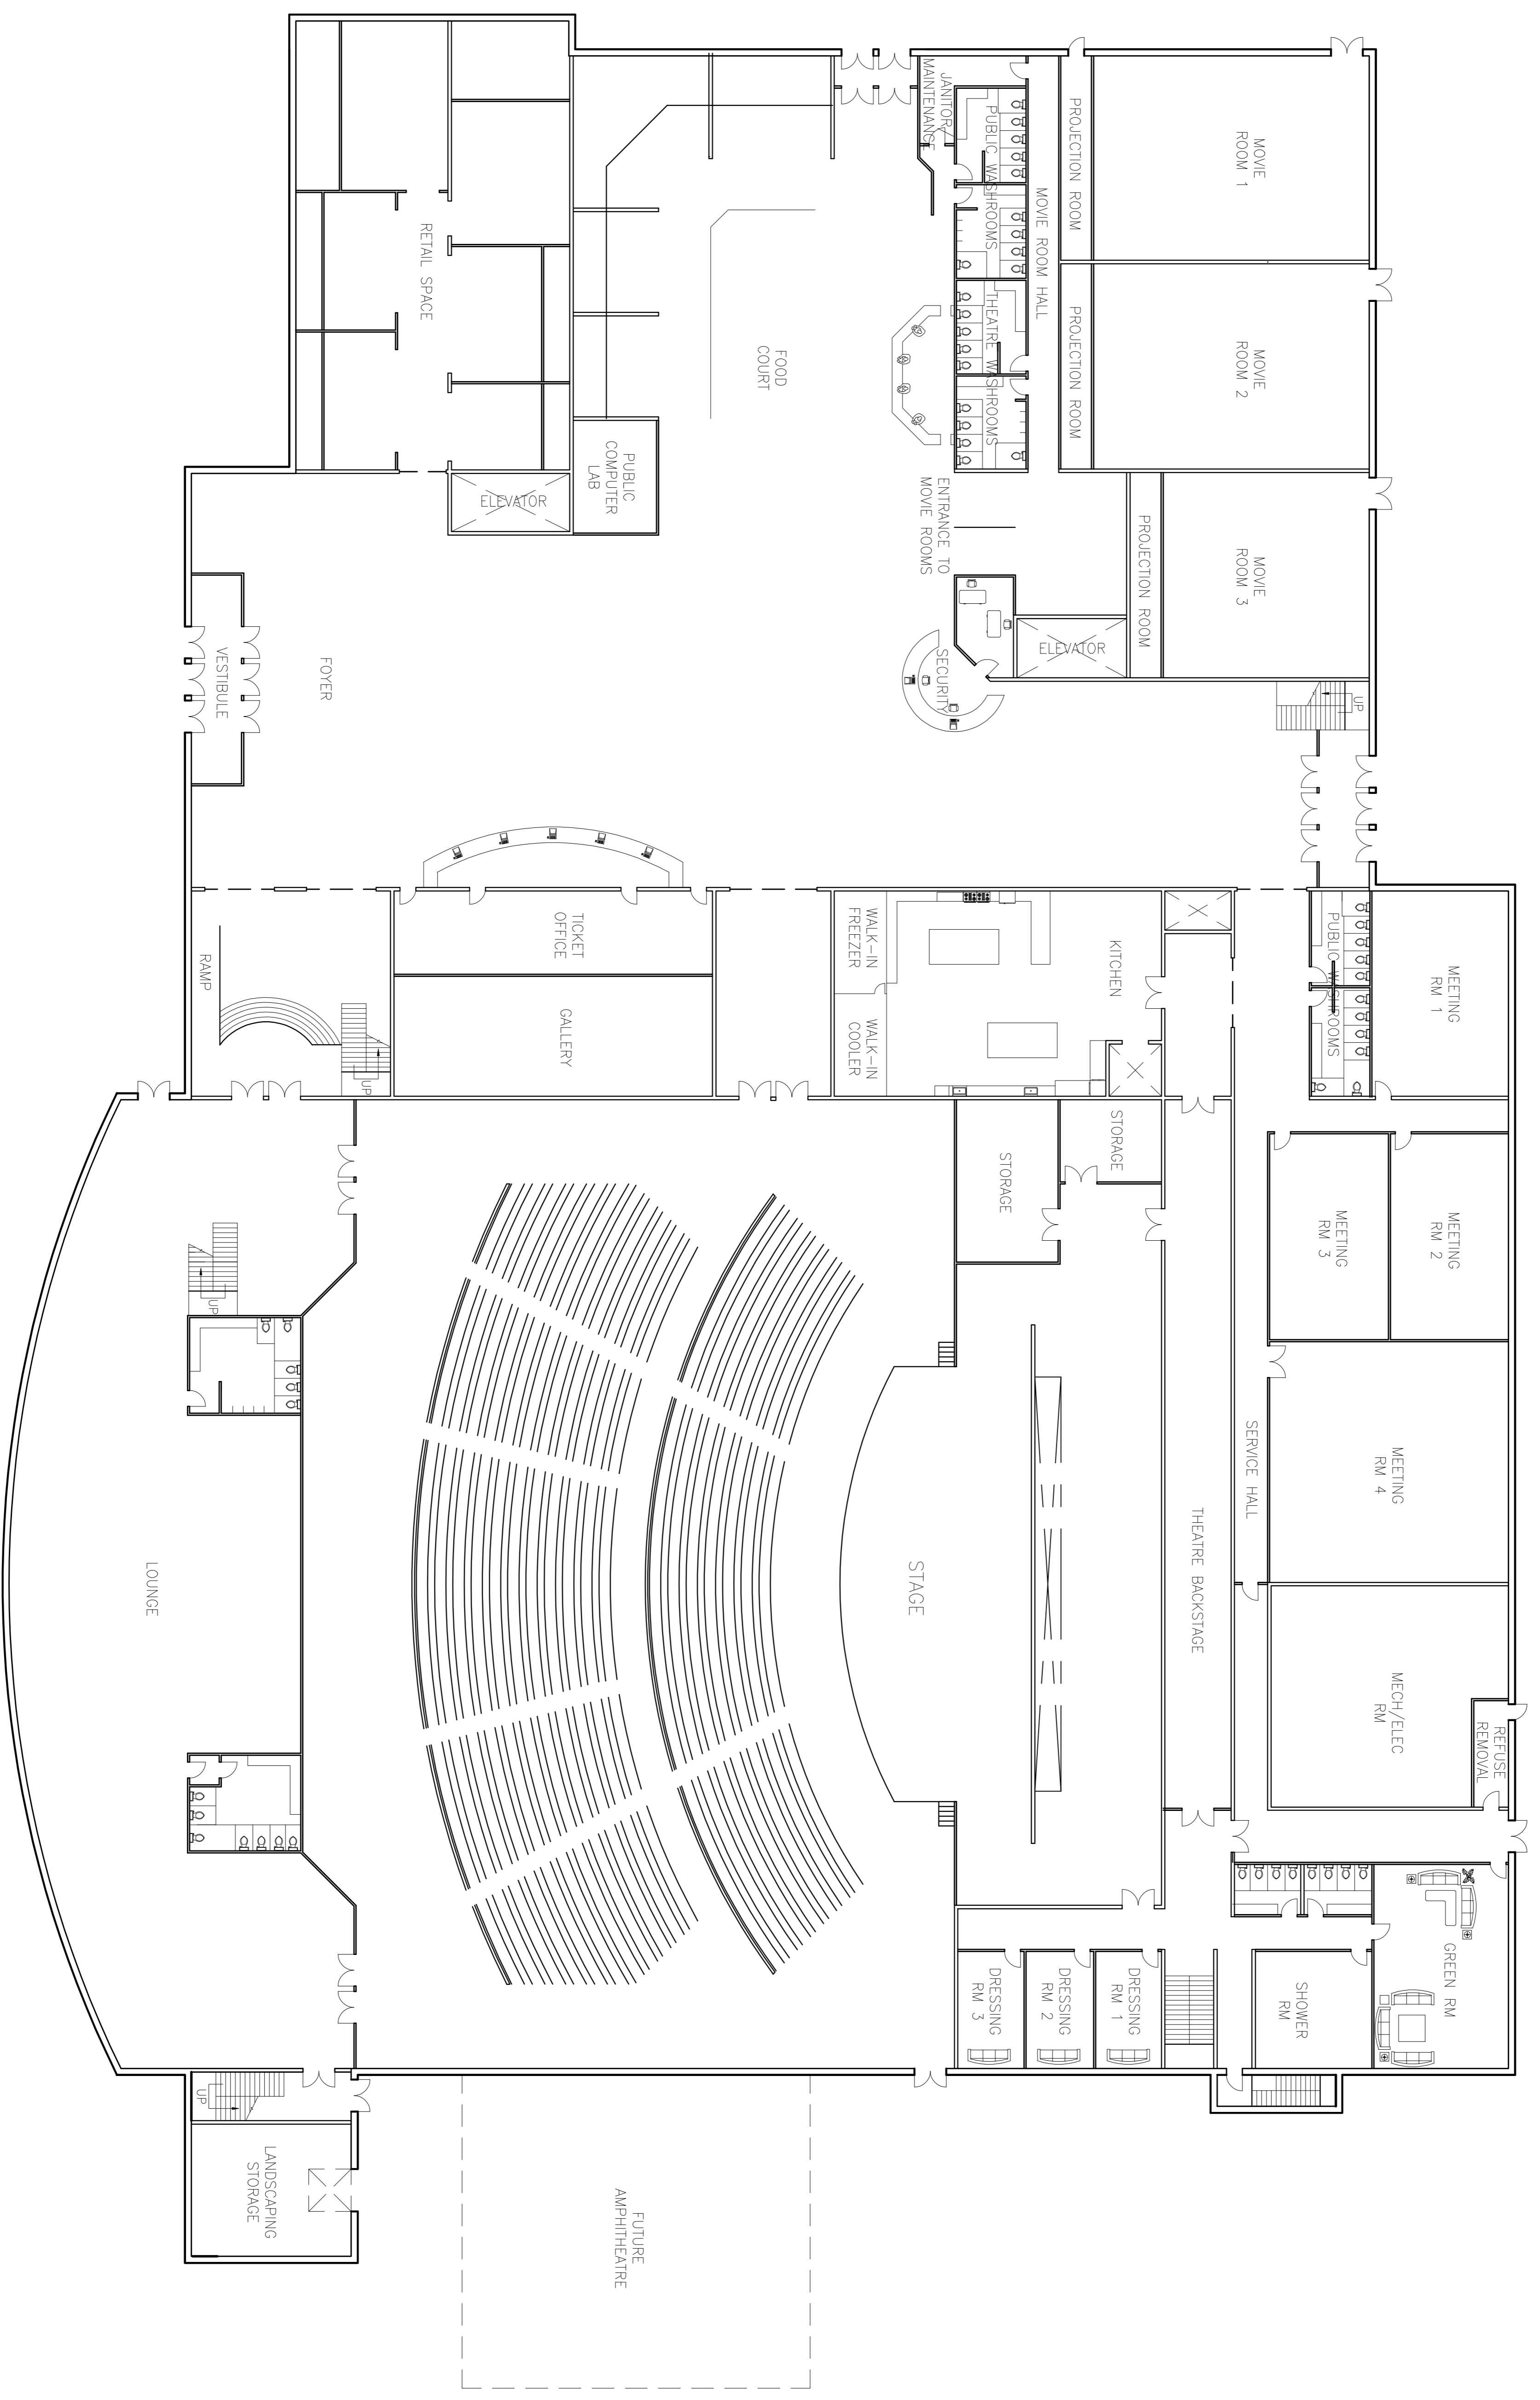 MOVIE
ROOM 1
MOVIE
ROOM 2
MOVIE
ROOM 3
PROJECTION ROOM
PROJECTION ROOM
PROJECTION ROOM
MOVIE ROOM HALL
JANITOR
MAINTENANCE
PUBLIC WASHROOMS
THEATRE WASHROOMS
ENTRANCE TO
MOVIE ROOMS
ELEVATOR
SECURITY
UP
FOOD
COURT
PUBLIC
COMPUTER
LAB
RETAIL SPACE
ELEVATOR
FOYER
VESTIBULE
MEETING
RM 1
PUBLIC WASHROOMS
KITCHEN
WALK-IN
FREEZER
WALK-IN
COOLER
TICKET
OFFICE
GALLERY
RAMP
UP
MEETING
RM 2
MEETING
RM 3
MEETING
RM 4
SERVICE HALL
THEATRE BACKSTAGE
STORAGE
STORAGE
STAGE
UP
LOUNGE
MECH/ELEC
RM
REFUSE
REMOVAL
GREEN RM
SHOWER
RM
DRESSING
RM 1
DRESSING
RM 2
DRESSING
RM 3
UP
LANDSCAPING
STORAGE
FUTURE
AMPHITHEATRE